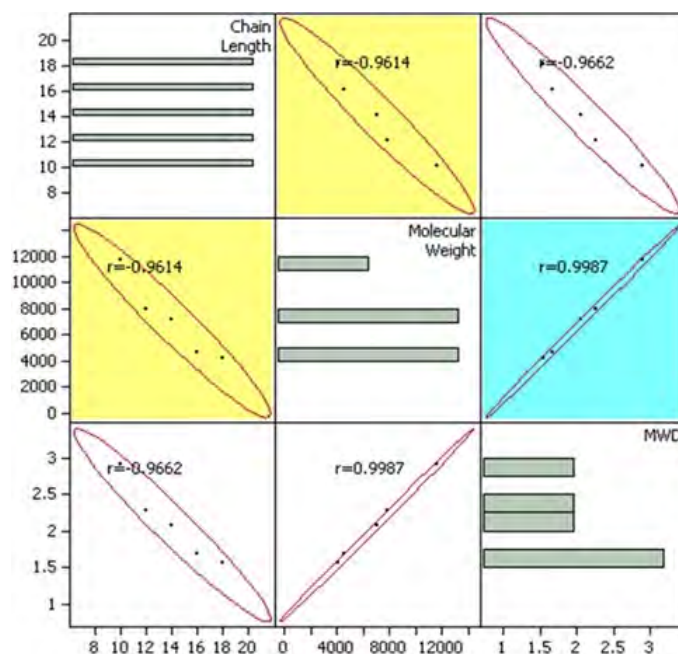 20
18
16
14
12
10
8
Chain
Length
r=-0.9614
r=-0.9662
12000
10000
8000
6000
4000
2000
0
r=-0.9614
Molecular
Weight
r=0.9987
3
2.5
2
1.5
1
r=-0.9662
r=0.9987
MWD
8 10 12 14 16 18 20
0 4000 8000 12000
1 1.5 2 2.5 3